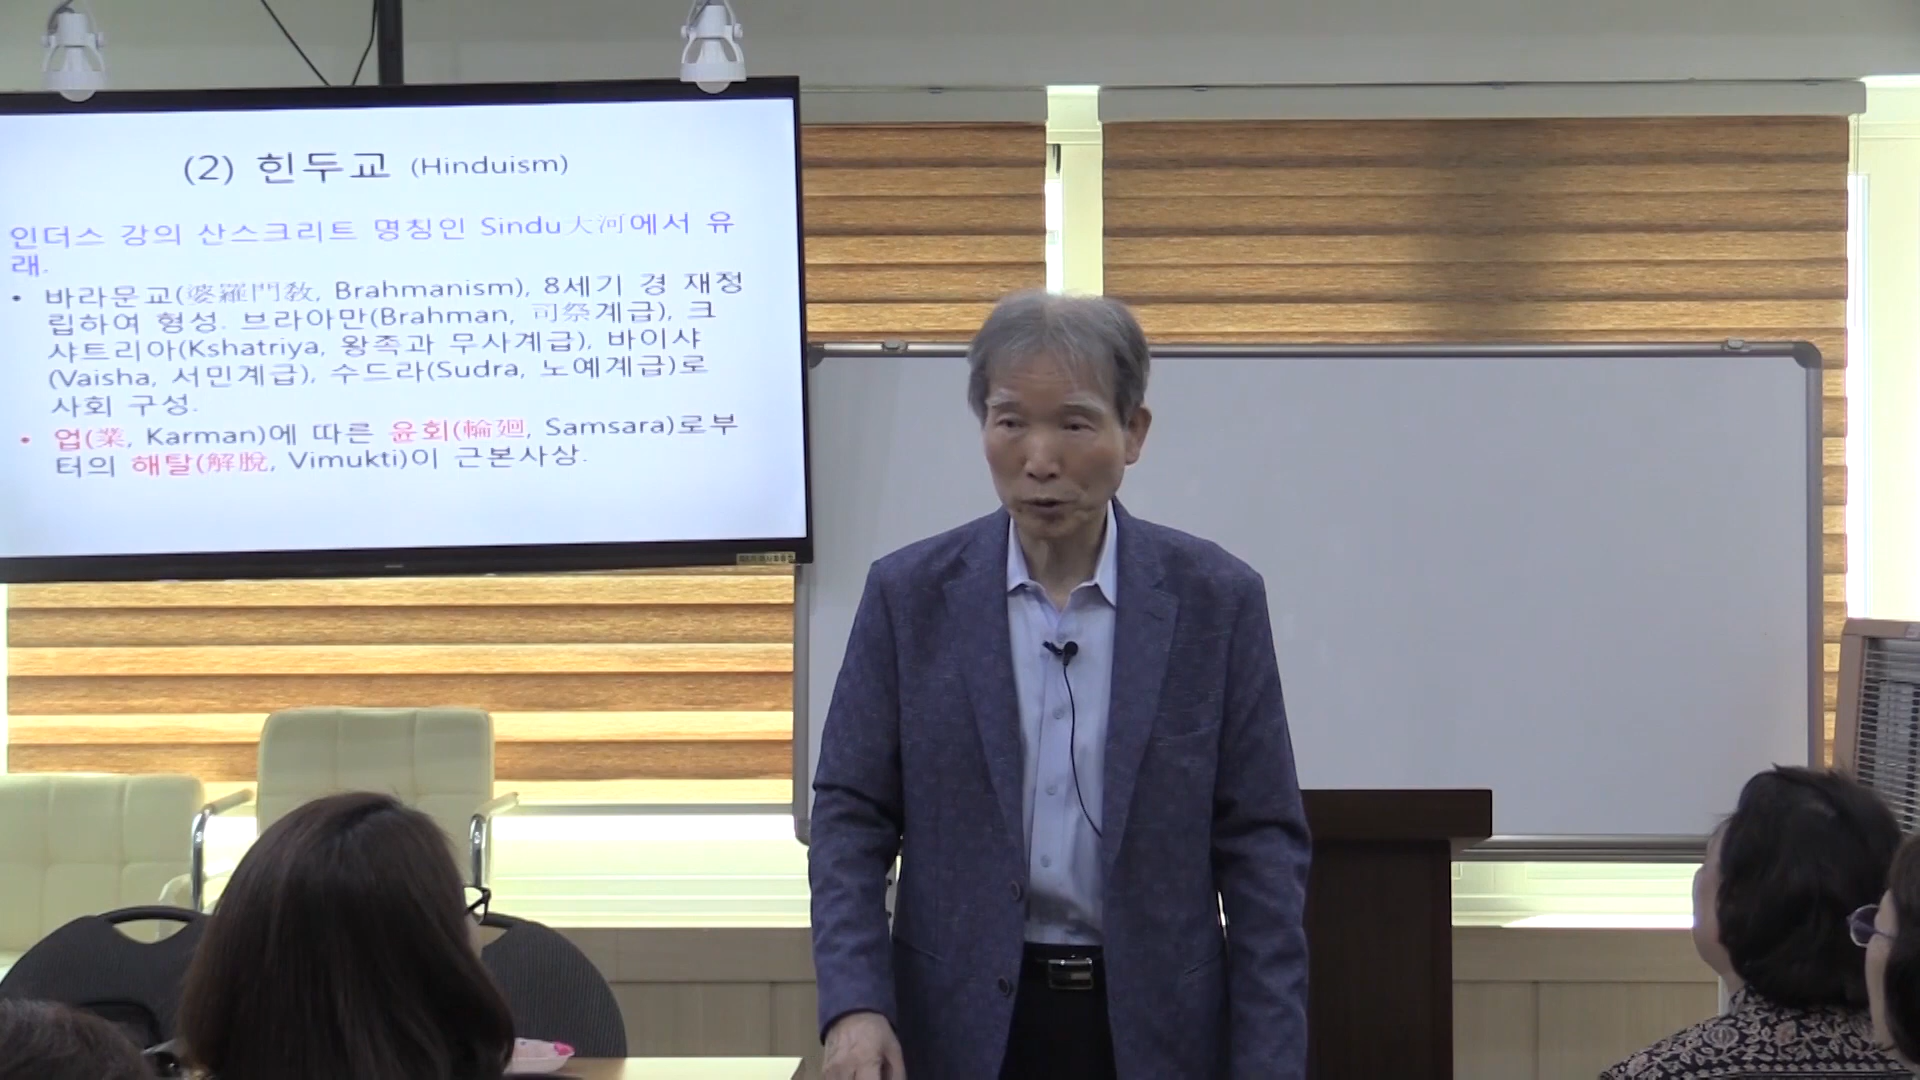 (2) 힌두교 (Hinduism)
인더스 강의 산스크리트 명칭인 Sindu大河에서 유
래.
• 바라문교(婆羅門敎, Brahmanism), 8세기 경 재정
립하여 형성. 브라아만(Brahman, 司祭계급), 크
샤트리아(Kshatriya, 왕족과 무사계급), 바이샤
(Vaisha, 서민계급), 수드라(Sudra, 노예계급)로
사회 구성.
• 업(業, Karman)에 따른 윤회(輪廻, Samsara)로부
터의 해탈(解脫, Vimukti)이 근본사상.